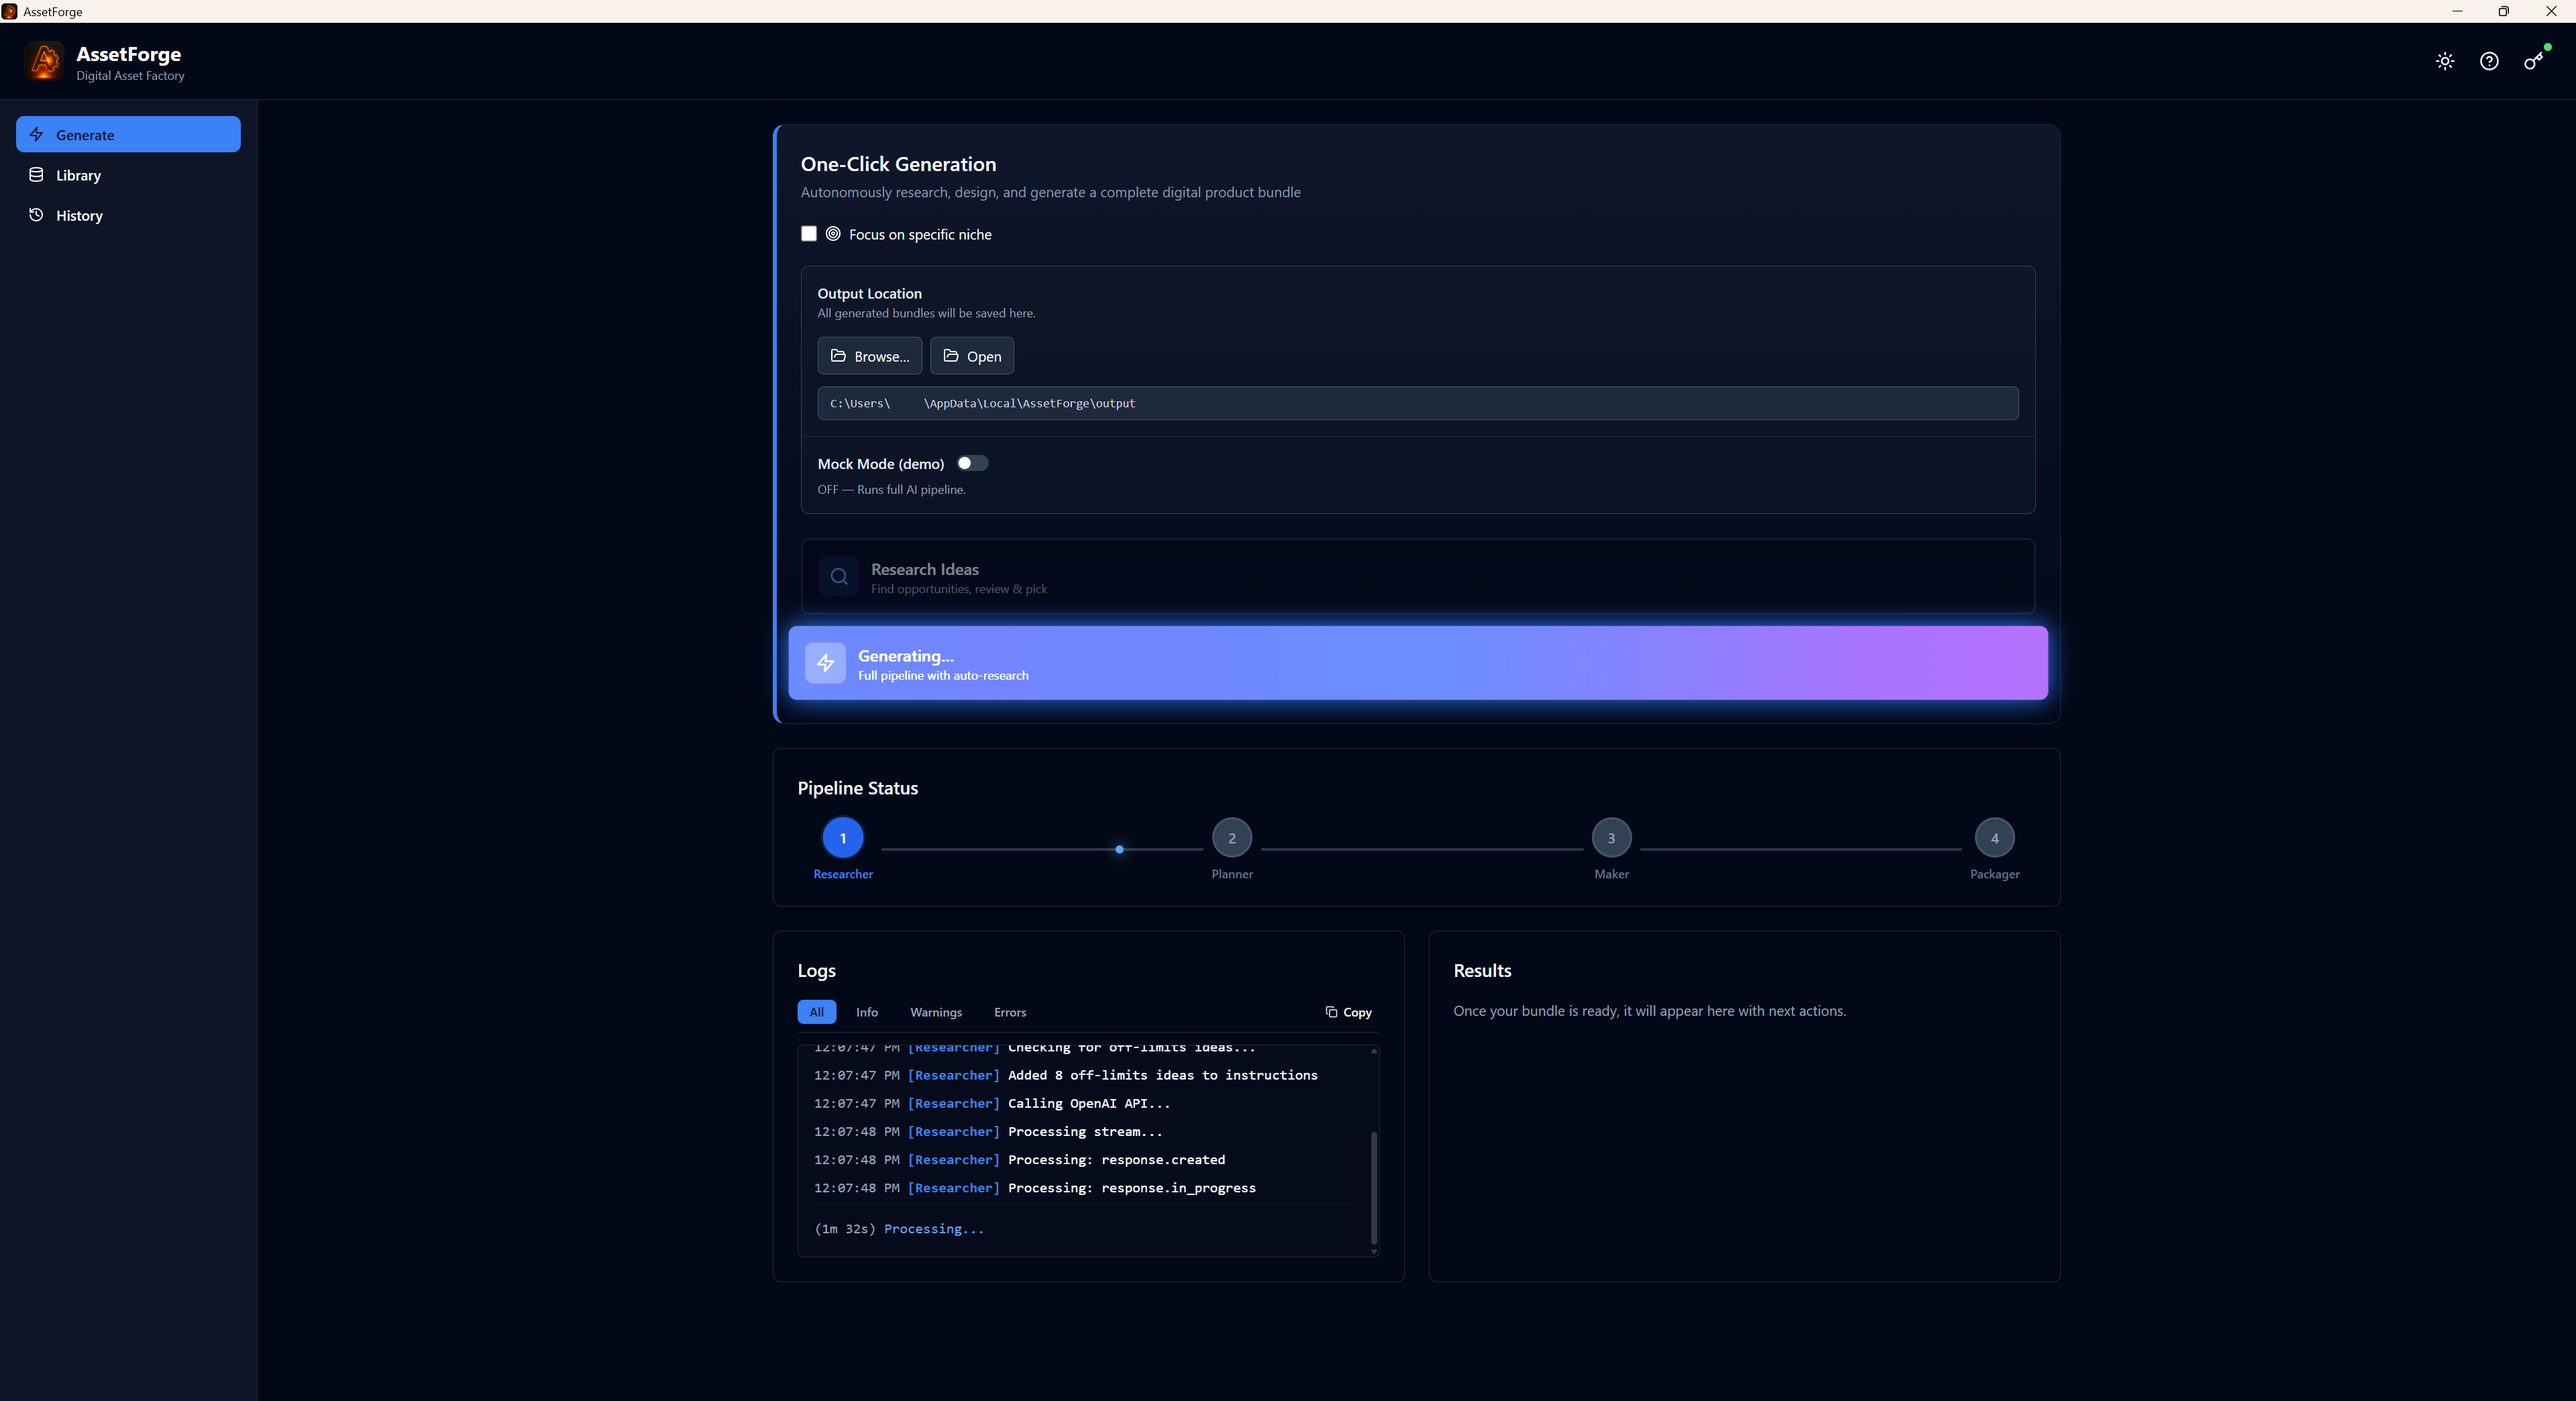 AssetForge
AssetForge
Digital Asset Factory
Generate
Library
History
One-Click Generation
Autonomously research, design, and generate a complete digital product bundle
Focus on specific niche
Output Location
All generated bundles will be saved here.
Browse...
Open
C:\Users\ \AppData\Local\AssetForge\output
Mock Mode (demo)
OFF — Runs full AI pipeline.
Research Ideas
Find opportunities, review & pick
Generating...
Full pipeline with auto-research
Pipeline Status
1
2
3
4
Researcher
Planner
Maker
Packager
Logs
All
Info
Warnings
Errors
Copy
12:07:47 PM [Researcher] Checking for off-limits ideas...
12:07:47 PM [Researcher] Added 8 off-limits ideas to instructions
12:07:47 PM [Researcher] Calling OpenAI API...
12:07:48 PM [Researcher] Processing stream...
12:07:48 PM [Researcher] Processing: response.created
12:07:48 PM [Researcher] Processing: response.in_progress
(1m 32s) Processing...
Results
Once your bundle is ready, it will appear here with next actions.